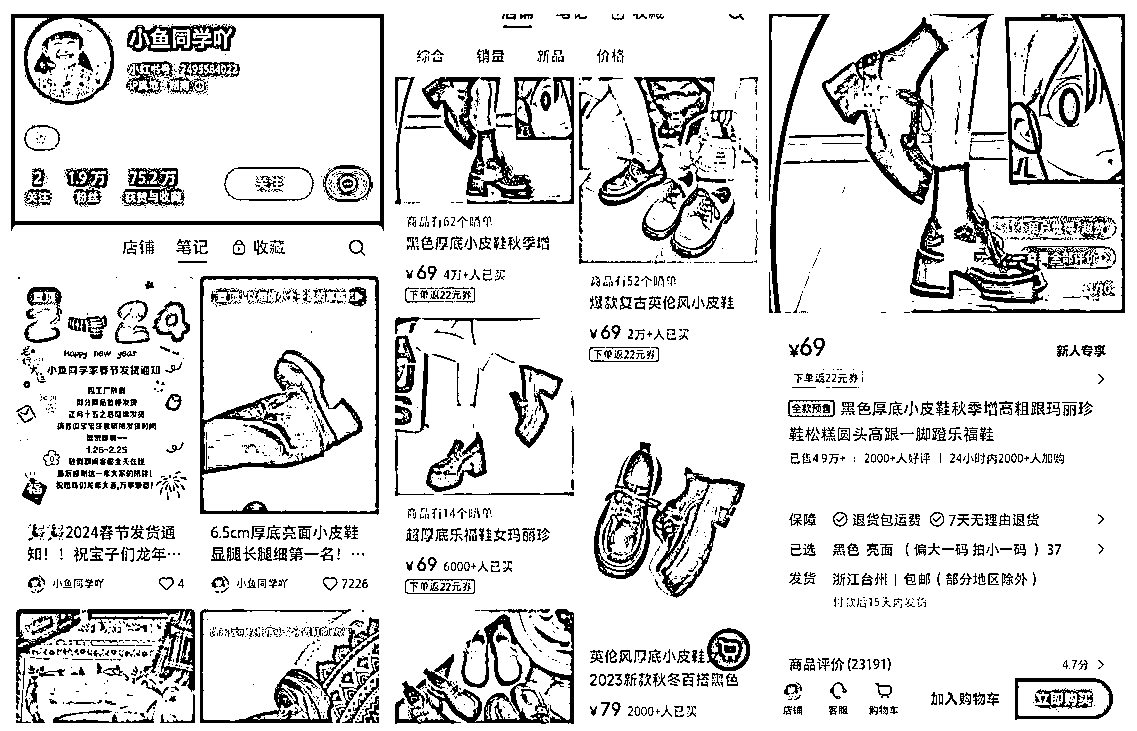 小鱼同学吖
小红书号：2499564022
2
1.9万
75.2万
关注
粉丝
获赞与收藏
关注
店铺
笔记
收藏
置顶
2024
Happy new year
小鱼同学家春节发货通知
1.26-2.25
2024春节发货通
知！！祝宝子们龙年…
小鱼同学吖
4
置顶
6.5cm厚底亮面小皮鞋
显腿长腿细第一名！…
小鱼同学吖
7226
店铺
笔记
收藏
综合
销量
新品
价格
商品有62个晒单
黑色厚底小皮鞋秋季增
¥69 4万+人已买
下单返22元券
商品有52个晒单
爆款复古英伦风小皮鞋
¥69 2万+人已买
下单返22元券
商品有14个晒单
超厚底乐福鞋女玛丽珍
¥69 6000+人已买
下单返22元券
英伦风厚底小皮鞋
2023新款秋冬百搭黑色
¥79 2000+人已买
¥69
新人专享
下单返22元券
全款预售 黑色厚底小皮鞋秋季增高粗跟玛丽珍
鞋松糕圆头高跟一脚蹬乐福鞋
已售4.9万+ | 2000+人好评 | 24小时内2000+人加购
保障 退货包运费 7天无理由退货
已选 黑色 亮面 （偏大一码 拍小一码） 37
发货 浙江台州 | 包邮（部分地区除外）
付款后15天内发货
商品评价(23191)
4.7分
店铺
客服
购物车
加入购物车
立即购买